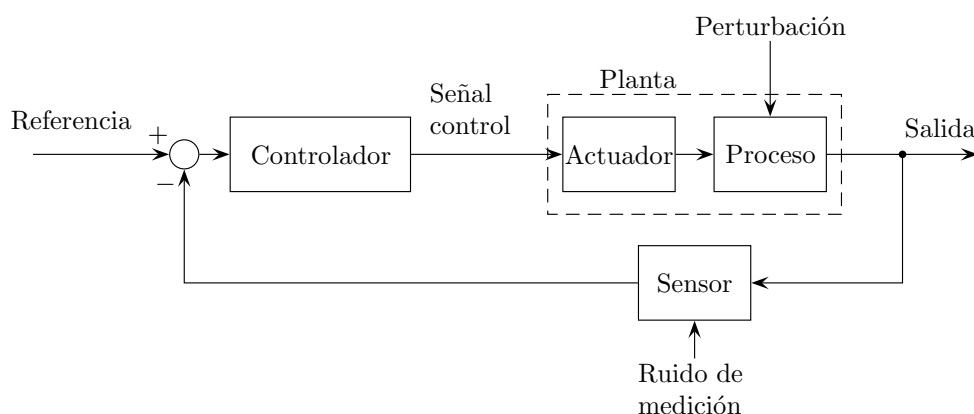 Perturbación
Planta
Señal
control
Referencia
+
Controlador
Actuador
Proceso
Salida
−
Sensor
Ruido de
medición